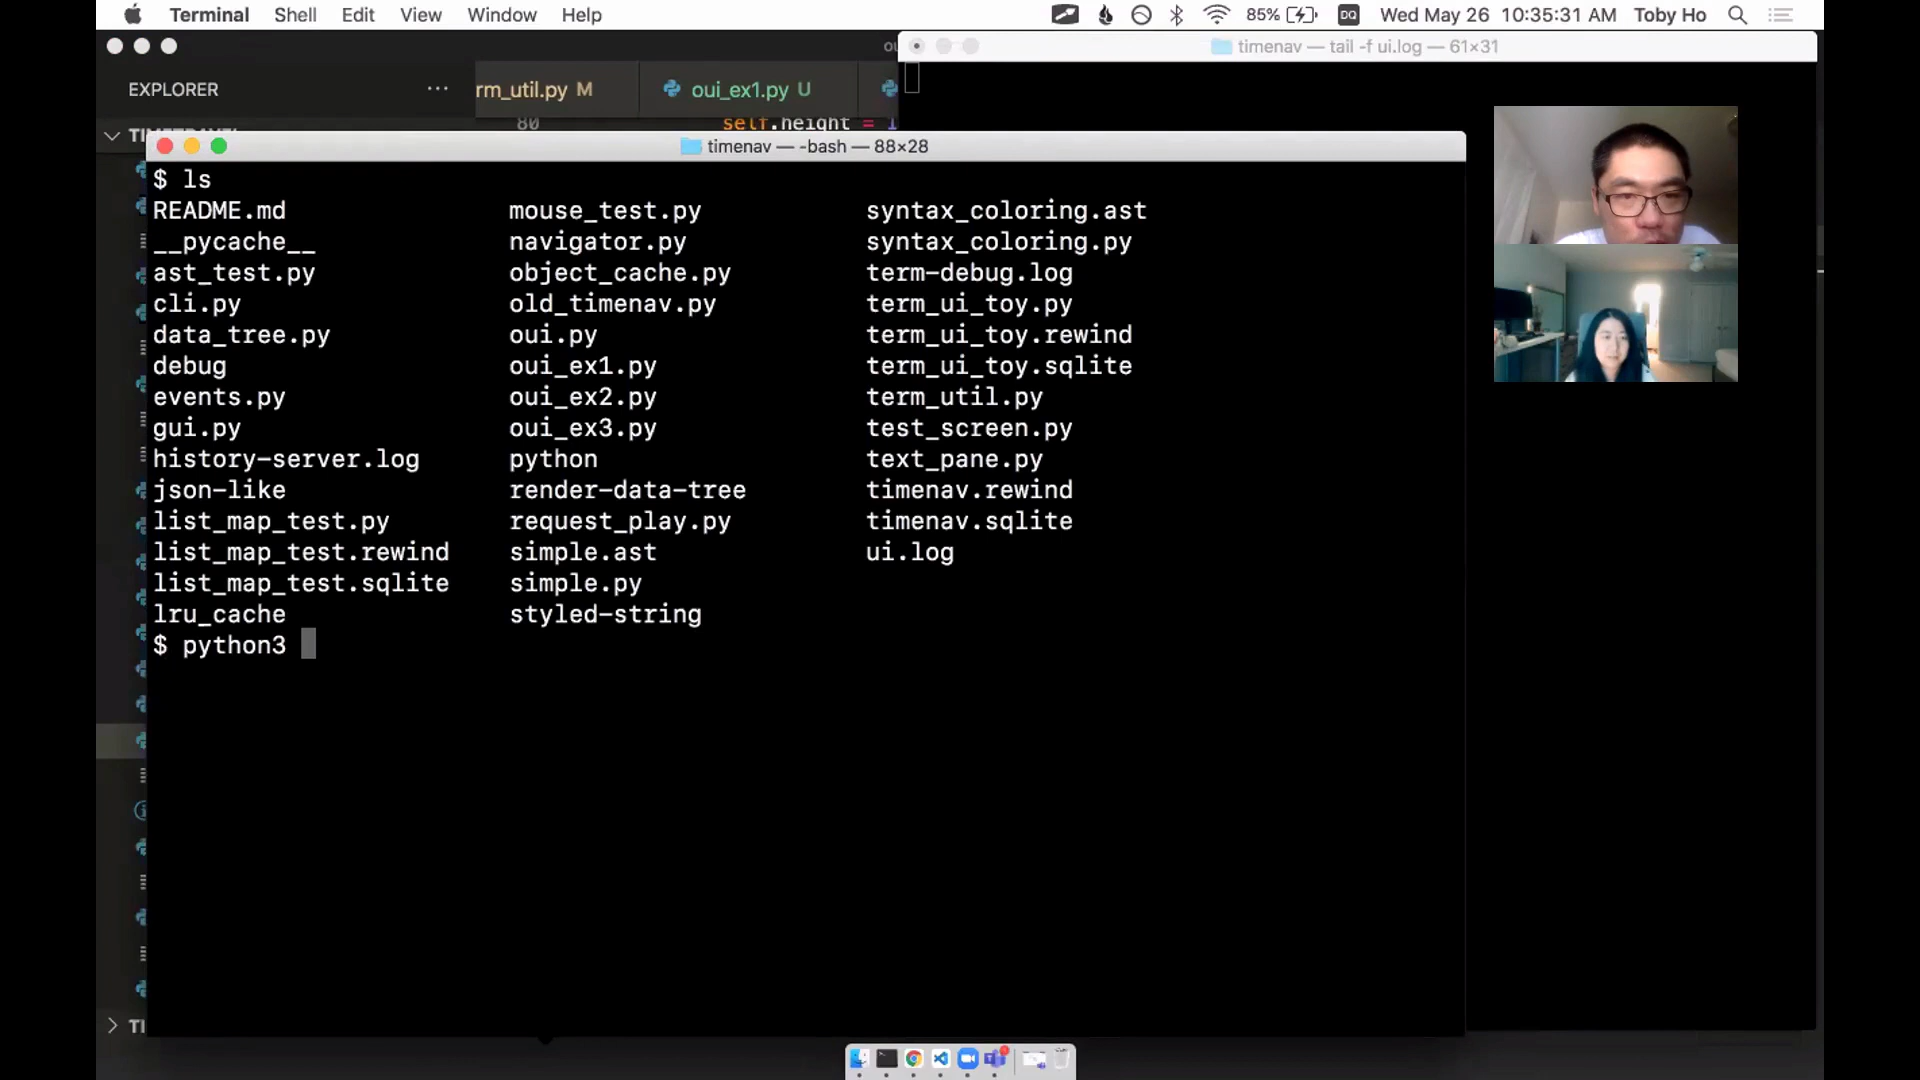 Terminal Shell Edit View Window Help 85% DQ Wed May 26 10:35:31 AM Toby Ho
timenav — tail -f ui.log — 61×31
EXPLORER ··· rm_util.py M oui_ex1.py U
80 self.height = 1
timenav — -bash — 88×28
$ ls
README.md mouse_test.py syntax_coloring.ast
__pycache__ navigator.py syntax_coloring.py
ast_test.py object_cache.py term-debug.log
cli.py old_timenav.py term_ui_toy.py
data_tree.py oui.py term_ui_toy.rewind
debug oui_ex1.py term_ui_toy.sqlite
events.py oui_ex2.py term_util.py
gui.py oui_ex3.py test_screen.py
history-server.log python text_pane.py
json-like render-data-tree timenav.rewind
list_map_test.py request_play.py timenav.sqlite
list_map_test.rewind simple.ast ui.log
list_map_test.sqlite simple.py
lru_cache styled-string
$ python3
TI